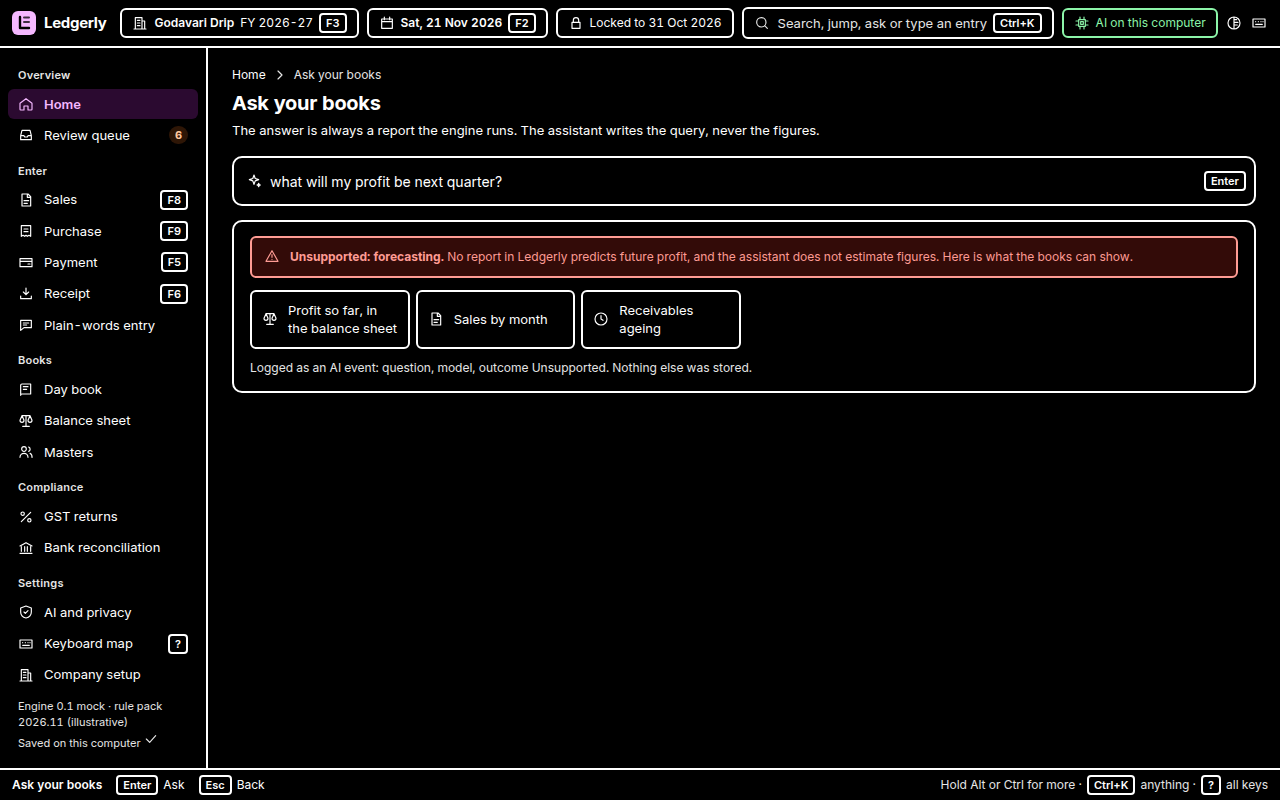 Ledgerly
Godavari Drip FY 2026-27 F3
Sat, 21 Nov 2026 F2
Locked to 31 Oct 2026
Search, jump, ask or type an entry Ctrl+K
AI on this computer
Overview
Home
Review queue 6
Enter
Sales F8
Purchase F9
Payment F5
Receipt F6
Plain-words entry
Books
Day book
Balance sheet
Masters
Compliance
GST returns
Bank reconciliation
Settings
AI and privacy
Keyboard map ?
Company setup
Engine 0.1 mock · rule pack
2026.11 (illustrative)
Saved on this computer
Home Ask your books
Ask your books
The answer is always a report the engine runs. The assistant writes the query, never the figures.
what will my profit be next quarter? Enter
Unsupported: forecasting. No report in Ledgerly predicts future profit, and the assistant does not estimate figures. Here is what the books can show.
Profit so far, in
the balance sheet
Sales by month
Receivables
ageing
Logged as an AI event: question, model, outcome Unsupported. Nothing else was stored.
Ask your books Enter Ask Esc Back
Hold Alt or Ctrl for more · Ctrl+K anything · ? all keys